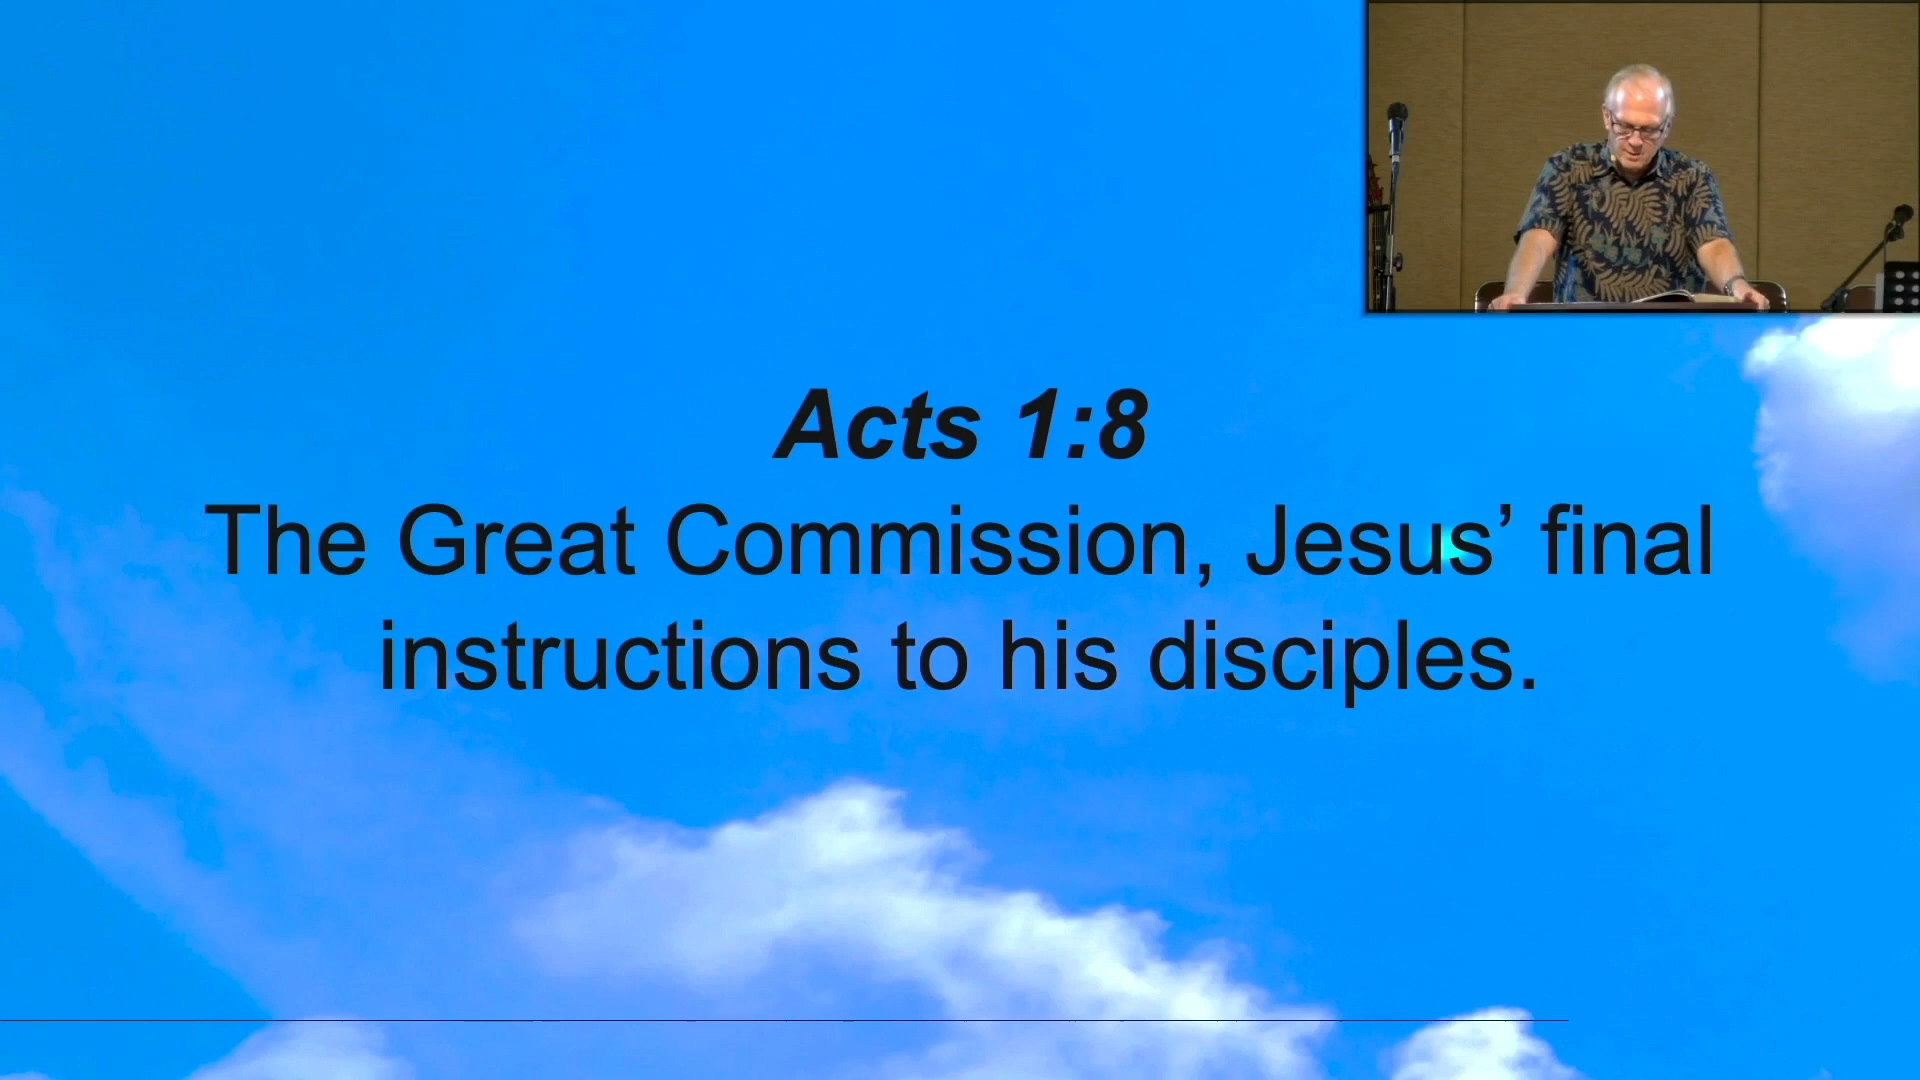 Acts 1:8
The Great Commission, Jesus’ final
instructions to his disciples.